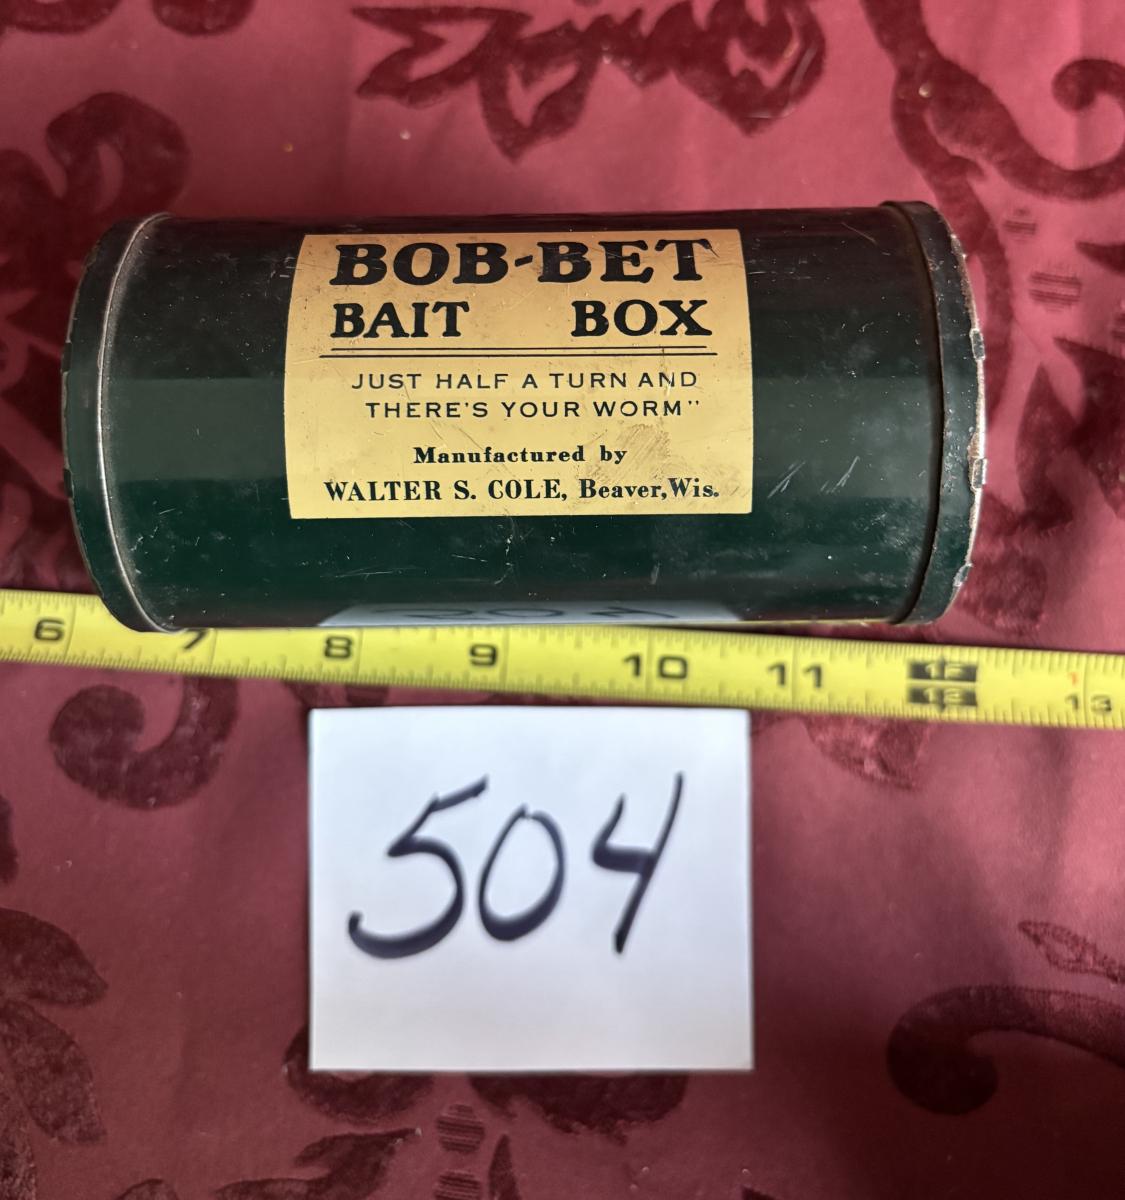 BOB-BET
BAIT BOX
JUST HALF A TURN AND
THERE'S YOUR WORM"
Manufactured by
WALTER S. COLE, Beaver, Wis.
6 7 8 9 10 11 12 13
12
504